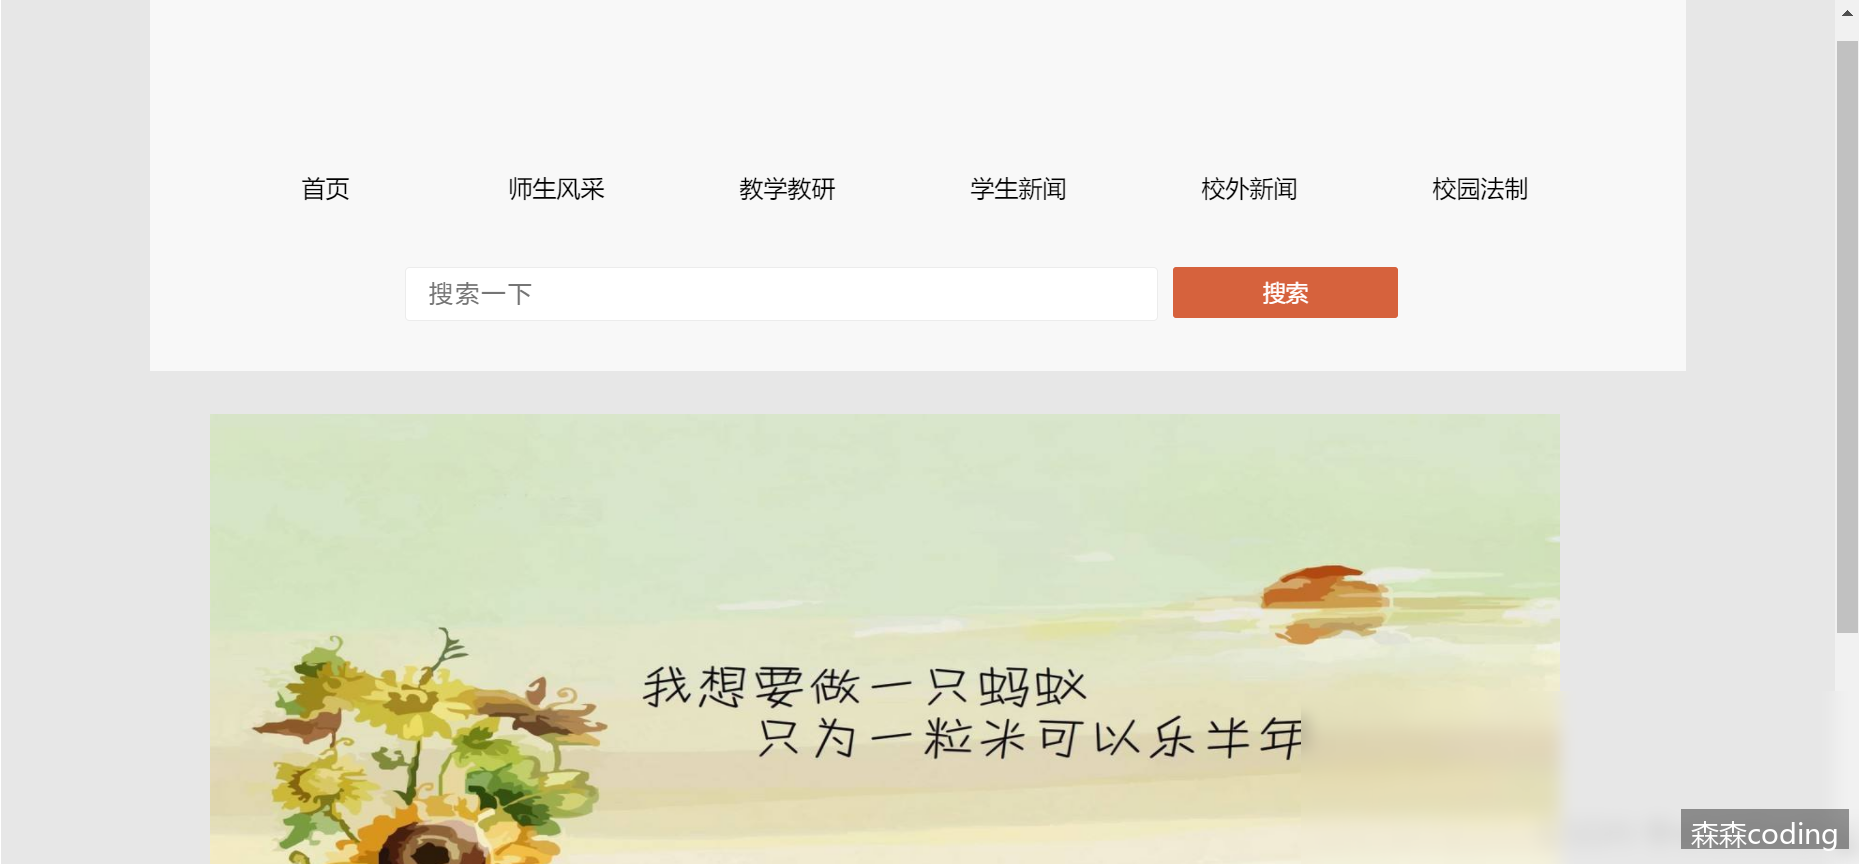 首页 师生风采 教学教研 学生新闻 校外新闻 校园法制
搜索一下 搜索
我想要做一只蚂蚁
只为一粒米可以乐半年
森森coding